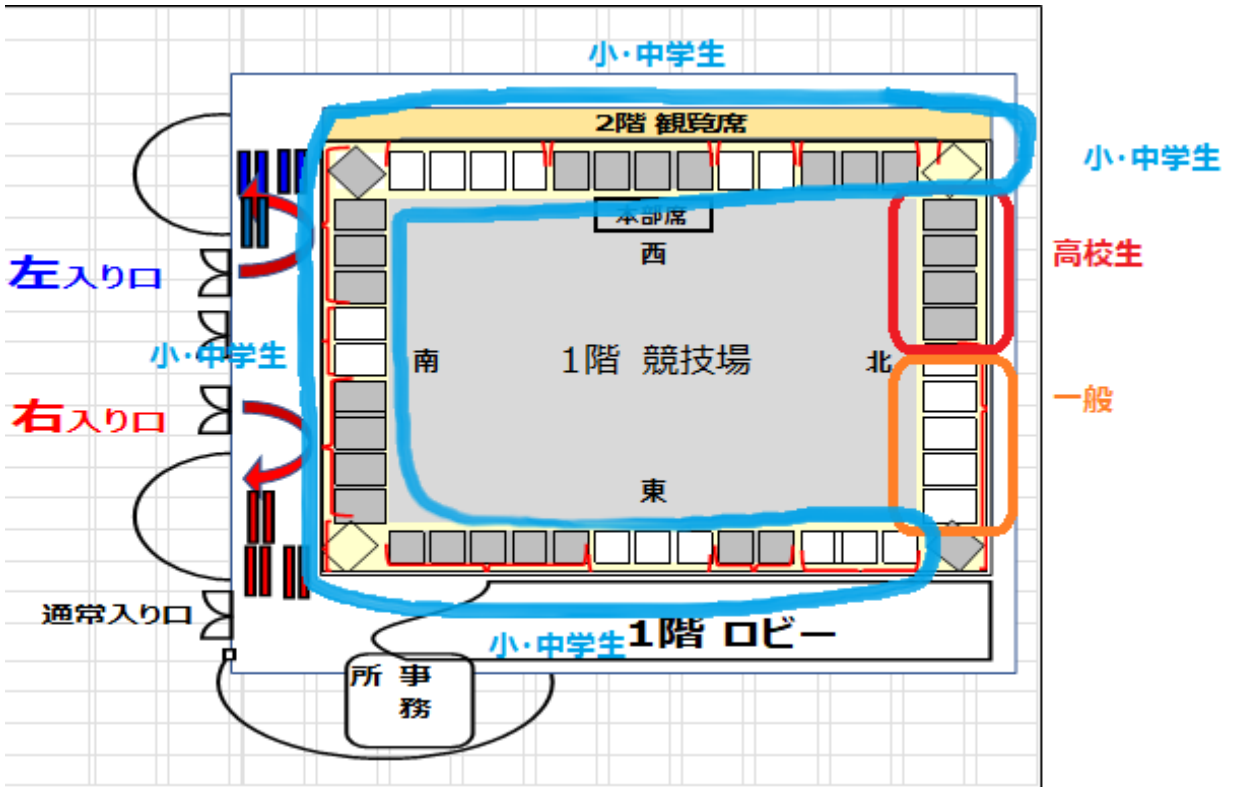 小・中学生
2階 観覧席
小・中学生
本部席
西
高校生
左入り口
小・中学生
南
1階 競技場
北
一般
右入り口
東
通常入り口
小・中学生
1階 ロビー
所 事
務